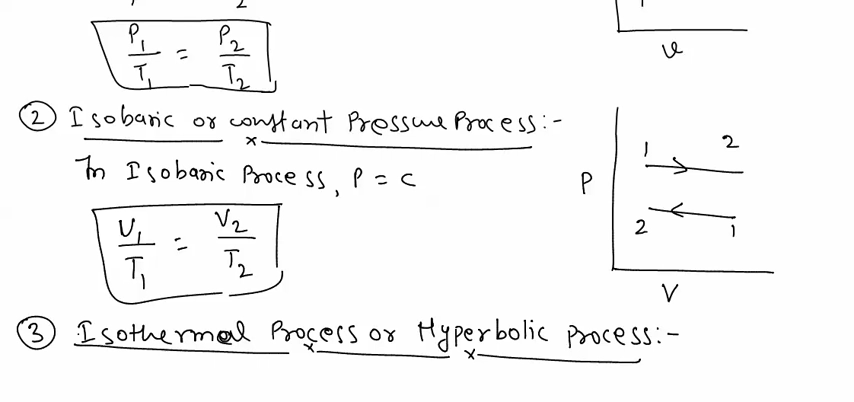 P₁/T₁ = P₂/T₂
v
② Isobaric or constant Pressure Process:-
In Isobaric Process, P = C
V₁/T₁ = V₂/T₂
P
1 2
2 1
V
③ Isothermal Process or Hyperbolic process:-